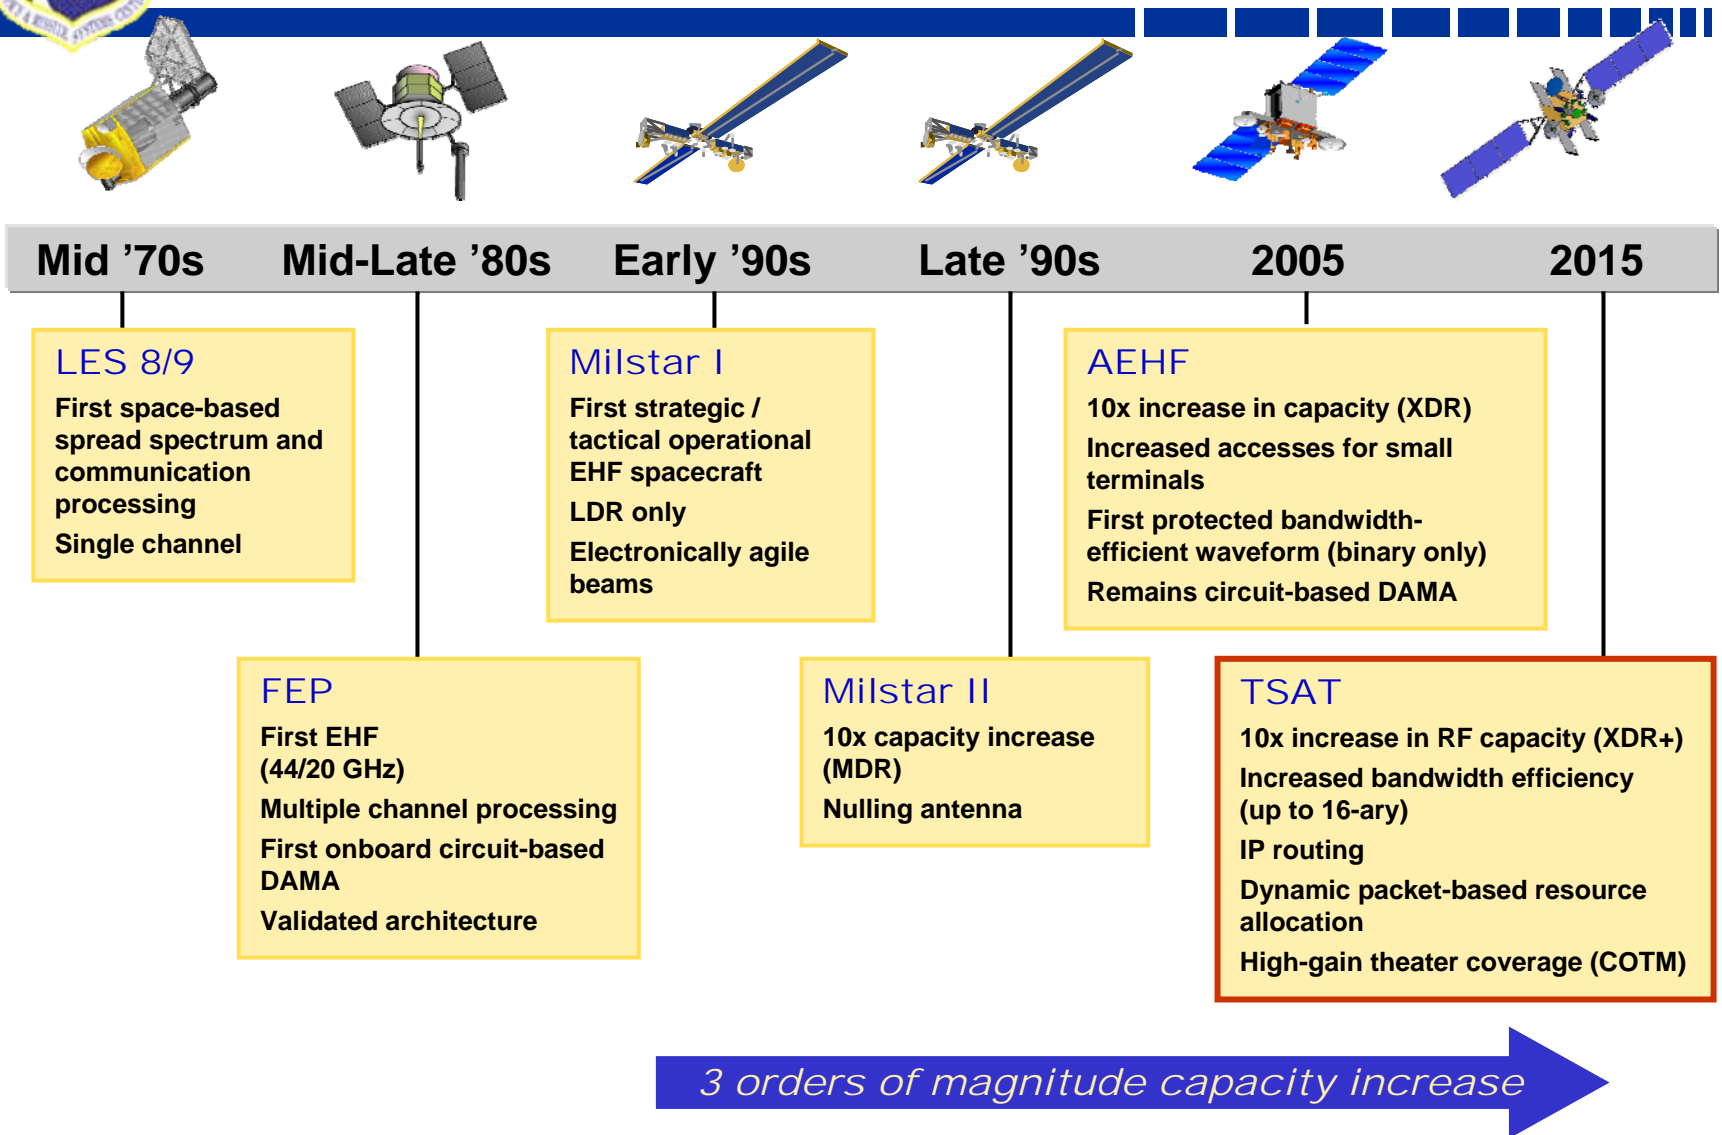 & MISSILE SYSTEMS CENTER
Mid ’70s
Mid-Late ’80s
Early ’90s
Late ’90s
2005
2015
LES 8/9
First space-based
spread spectrum and
communication
processing
Single channel
FEP
First EHF
(44/20 GHz)
Multiple channel processing
First onboard circuit-based
DAMA
Validated architecture
Milstar I
First strategic /
tactical operational
EHF spacecraft
LDR only
Electronically agile
beams
Milstar II
10x capacity increase
(MDR)
Nulling antenna
AEHF
10x increase in capacity (XDR)
Increased accesses for small
terminals
First protected bandwidth-
efficient waveform (binary only)
Remains circuit-based DAMA
TSAT
10x increase in RF capacity (XDR+)
Increased bandwidth efficiency
(up to 16-ary)
IP routing
Dynamic packet-based resource
allocation
High-gain theater coverage (COTM)
3 orders of magnitude capacity increase